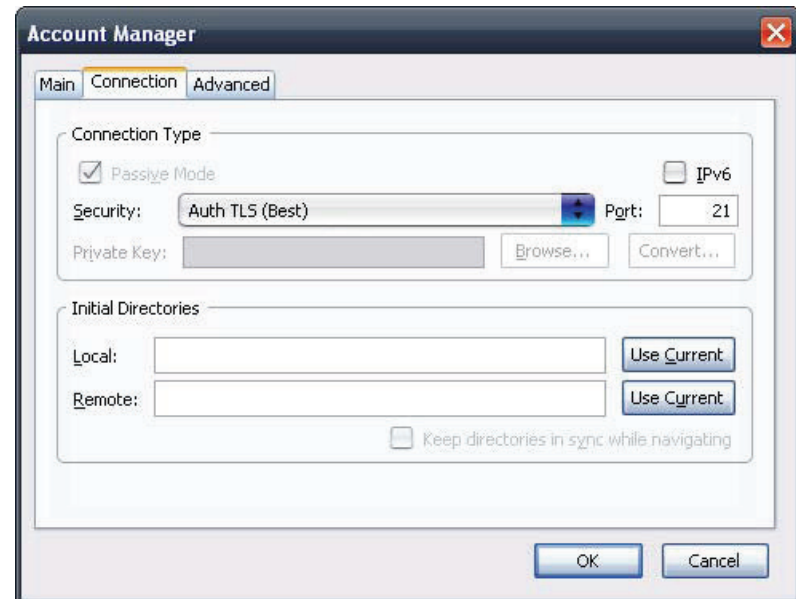 Account Manager
Main Connection Advanced
Connection Type
Passive Mode IPv6
Security: Auth TLS (Best) Port: 21
Private Key: Browse... Convert...
Initial Directories
Local: Use Current
Remote: Use Current
Keep directories in sync while navigating
OK Cancel